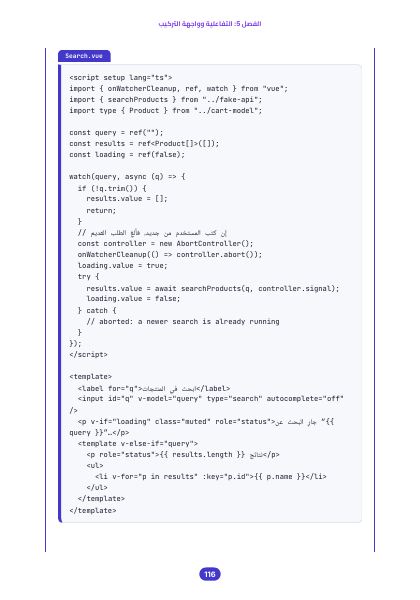 الفصل 5: التفاعلية وواجهة التركيب
Search.vue
<script setup lang="ts">
import { onWatcherCleanup, ref, watch } from "vue";
import { searchProducts } from "../fake-api";
import type { Product } from "../cart-model";

const query = ref("");
const results = ref<Product[]>([]);
const loading = ref(false);

watch(query, async (q) => {
  if (!q.trim()) {
    results.value = [];
    return;
  }
  // إن كتب المستخدم من جديد، فألغ الطلب القديم
  const controller = new AbortController();
  onWatcherCleanup(() => controller.abort());
  loading.value = true;
  try {
    results.value = await searchProducts(q, controller.signal);
    loading.value = false;
  } catch {
    // aborted: a newer search is already running
  }
});
</script>

<template>
  <label for="q">ابحث في المنتجات</label>
  <input id="q" v-model="query" type="search" autocomplete="off"
/>
  <p v-if="loading" class="muted" role="status">جارٍ البحث عن "{{
query }}"…</p>
  <template v-else-if="query">
    <p role="status">{{ results.length }} نتائج</p>
    <ul>
      <li v-for="p in results" :key="p.id">{{ p.name }}</li>
    </ul>
  </template>
</template>
116